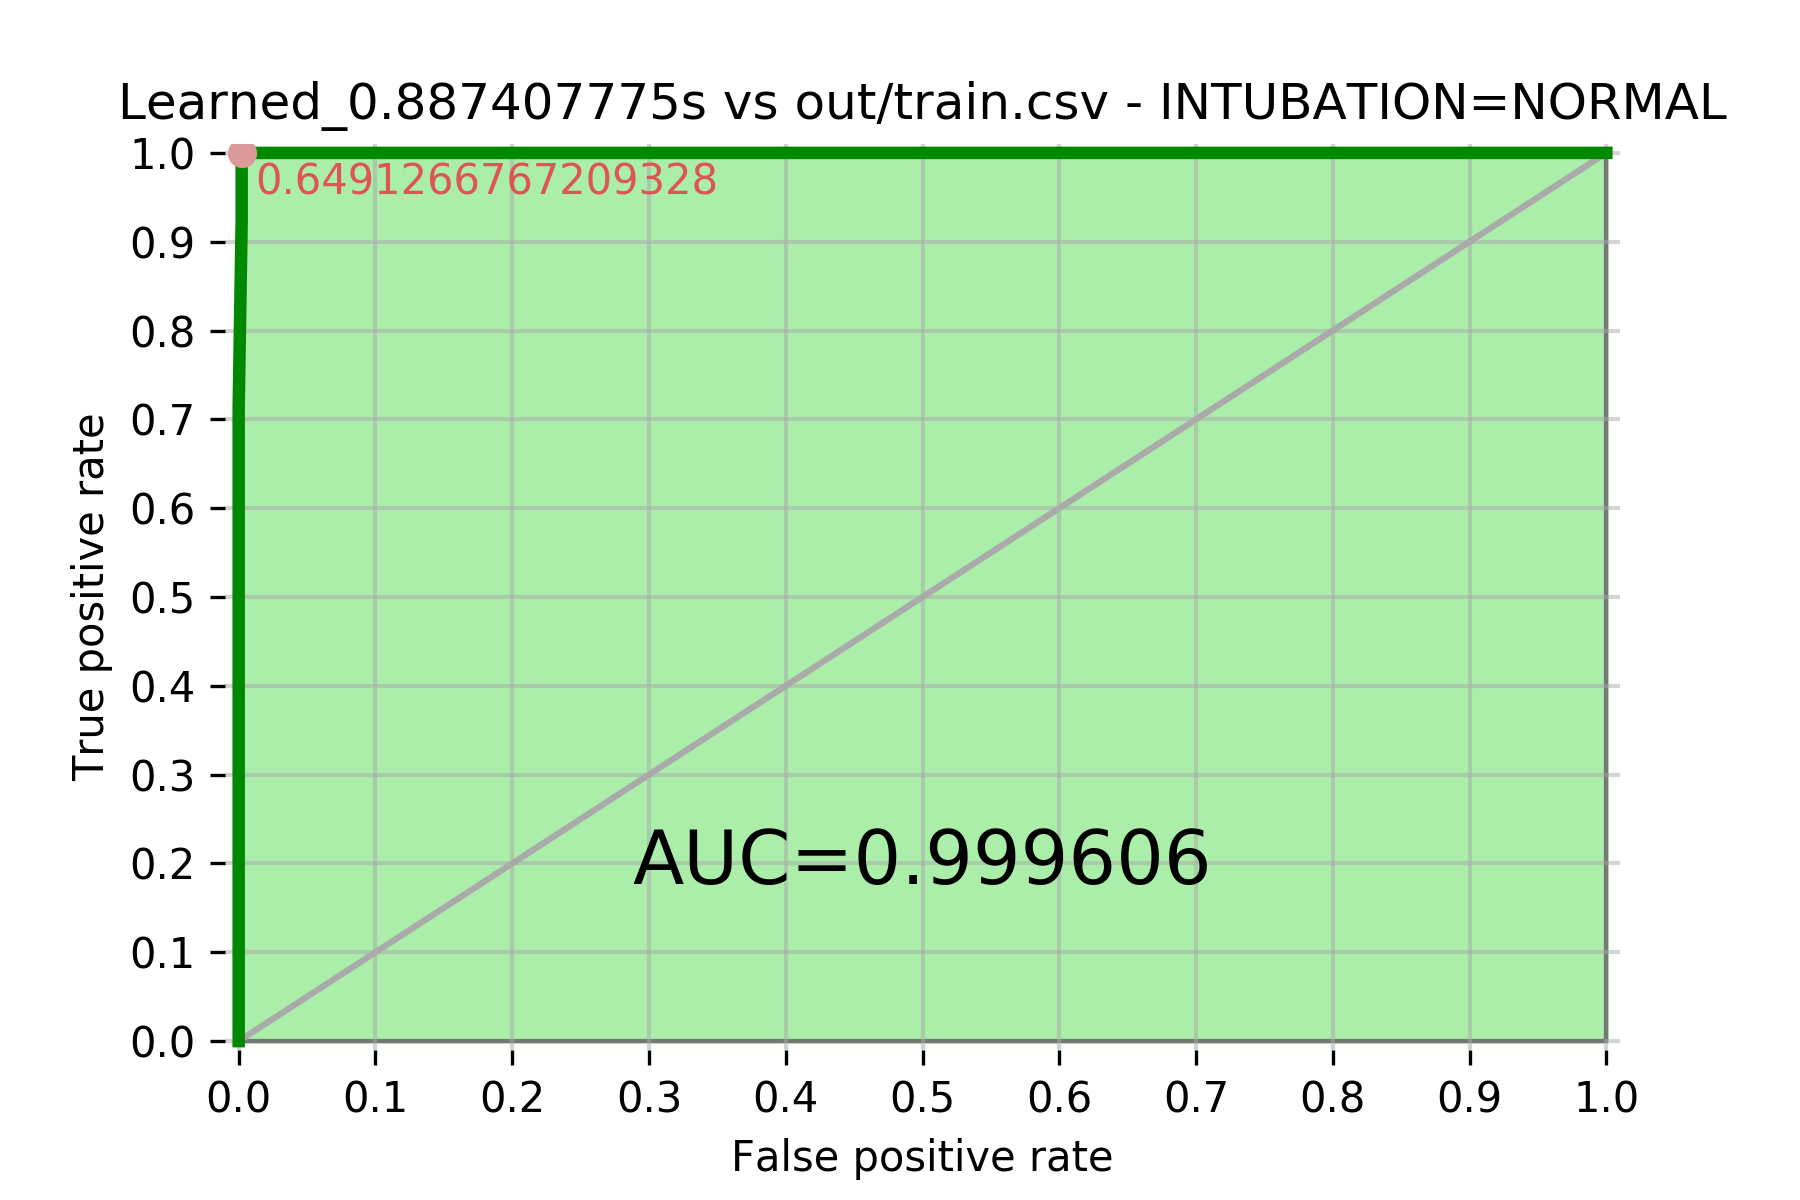 Learned_0.887407775s vs out/train.csv - INTUBATION=NORMAL
1.0
0.6491266767209328
0.9
0.8
0.7
0.6
0.5
0.4
0.3
0.2
0.1
0.0
True positive rate
AUC=0.999606
0.0 0.1 0.2 0.3 0.4 0.5 0.6 0.7 0.8 0.9 1.0
False positive rate